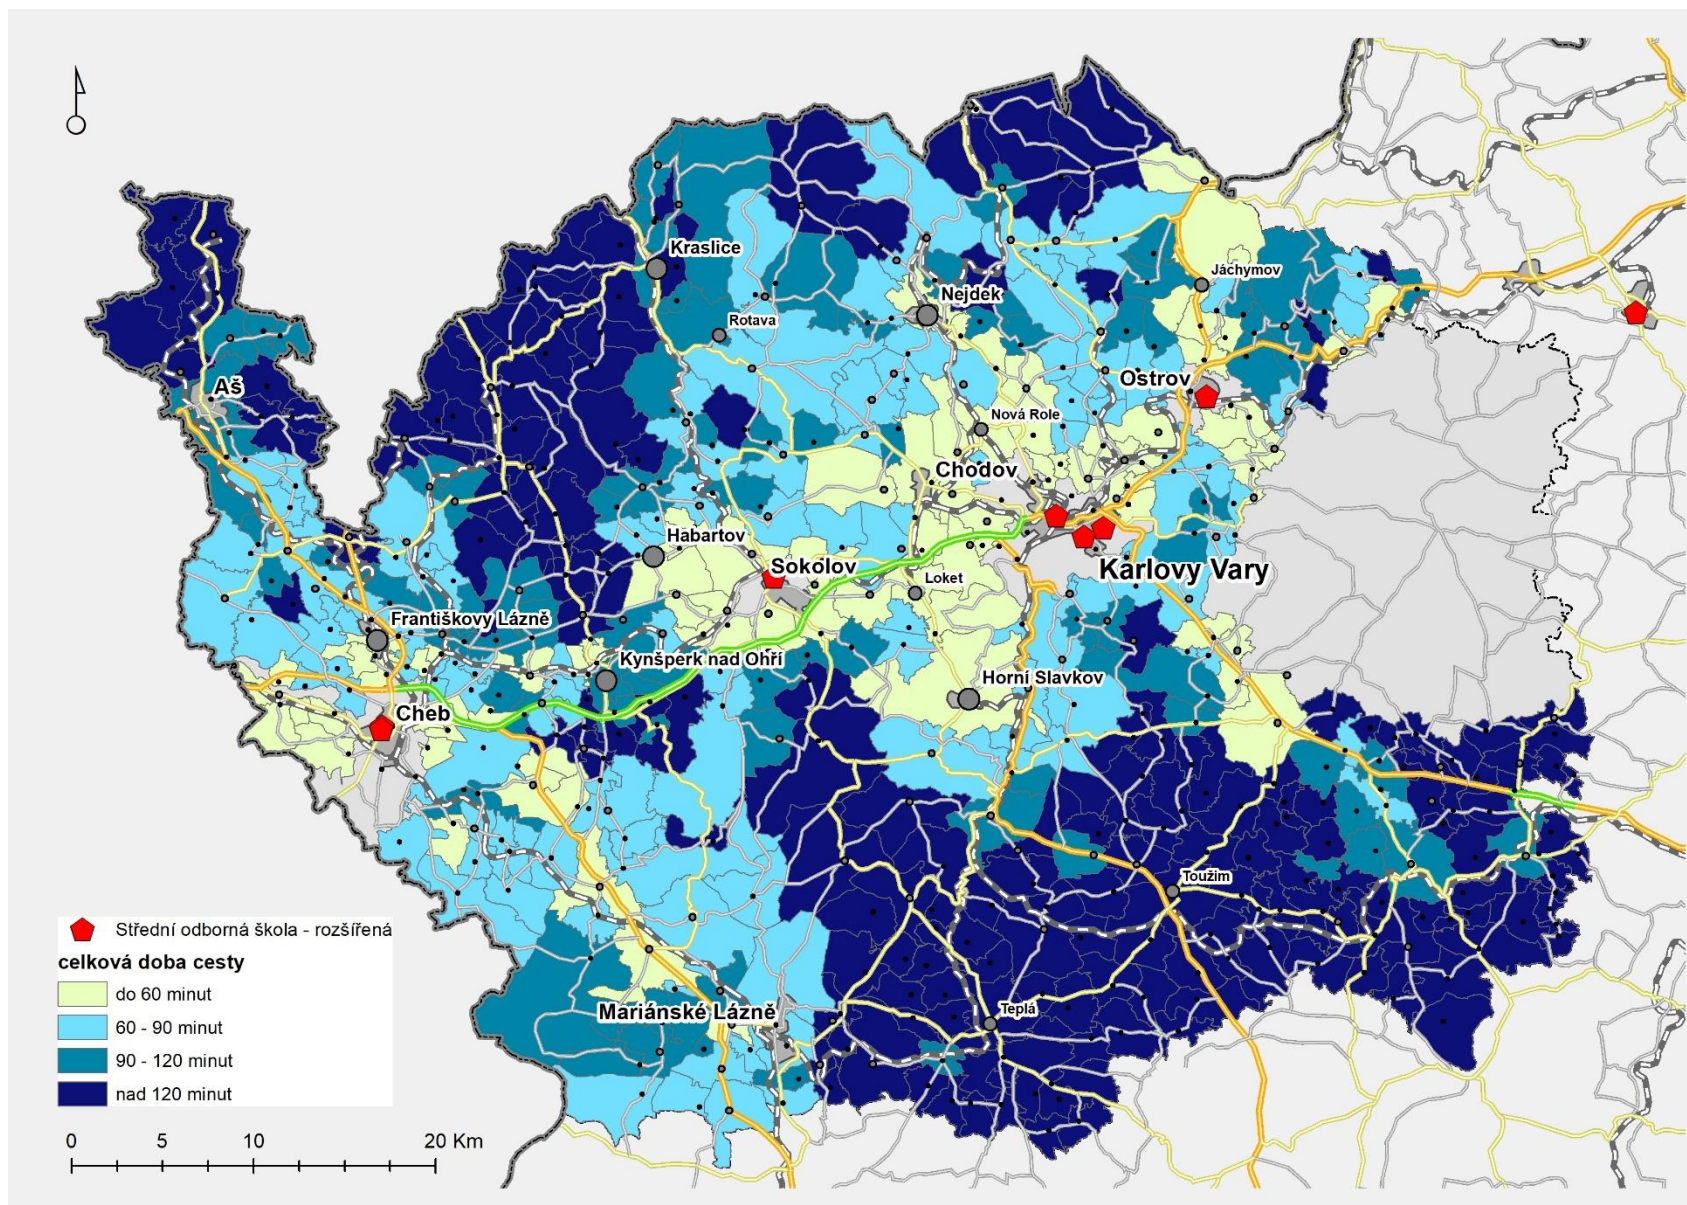 Kraslice
Jáchymov
Nejdek
Rotava
Aš
Ostrov
Nová Role
Chodov
Habartov
Sokolov
Karlovy Vary
Loket
Františkovy Lázně
Kynšperk nad Ohří
Horní Slavkov
Cheb
Toužim
Mariánské Lázně
Teplá
Střední odborná škola - rozšířená
celková doba cesty
do 60 minut
60 - 90 minut
90 - 120 minut
nad 120 minut
0 5 10 20 Km